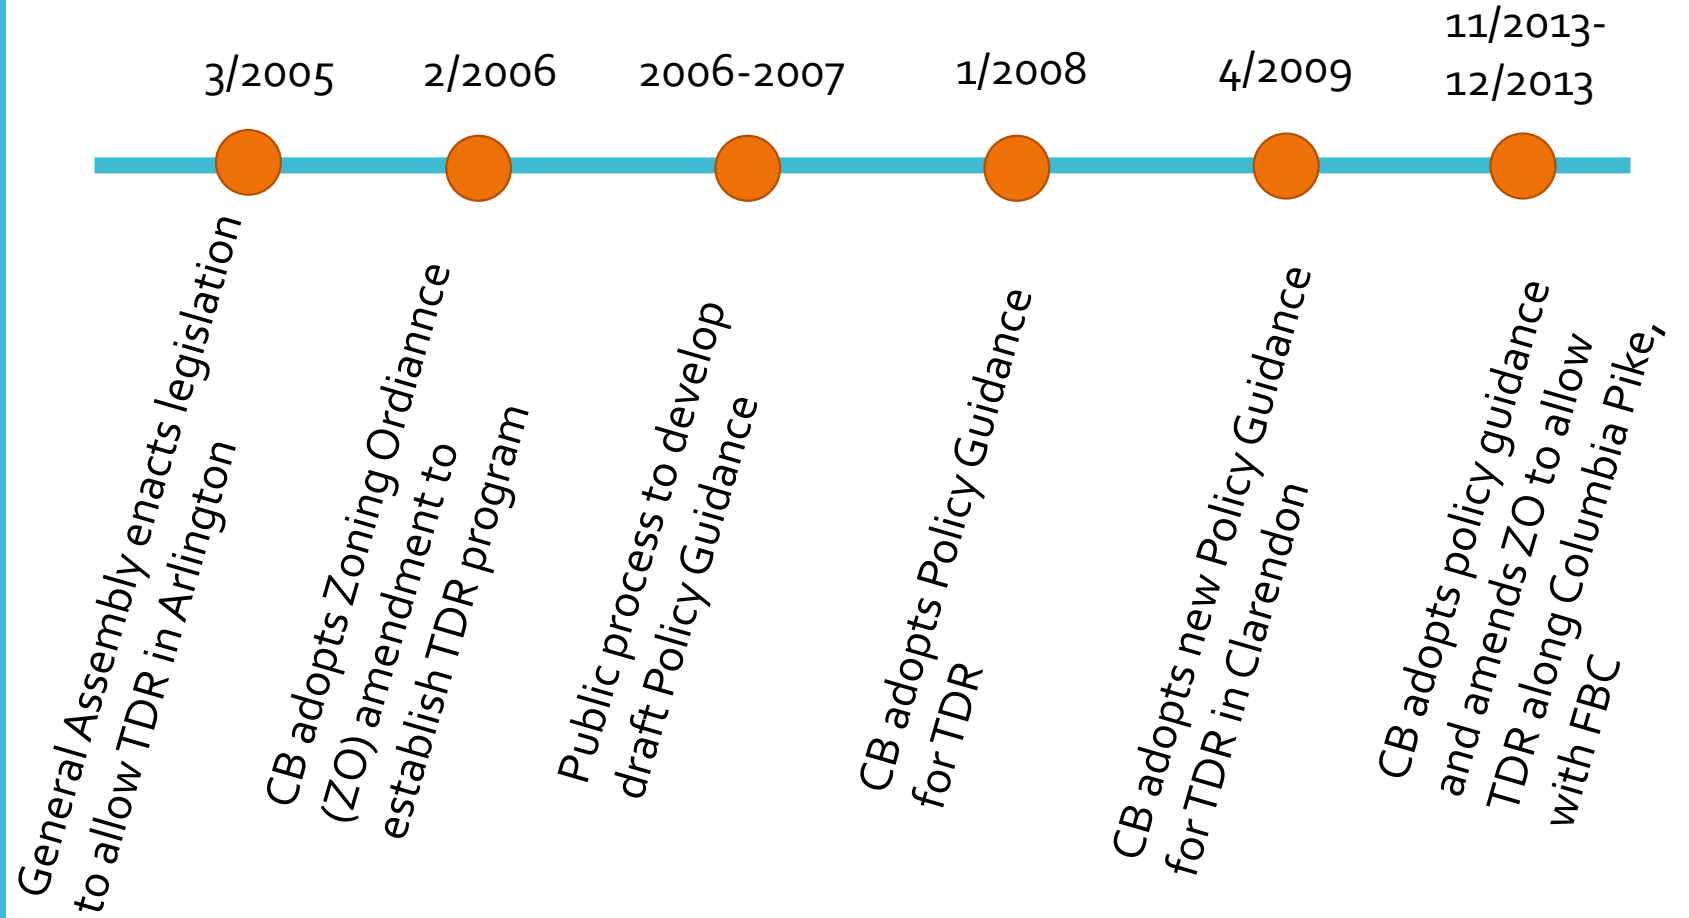 3/2005
2/2006
2006-2007
1/2008
4/2009
11/2013-
12/2013
General Assembly enacts legislation
to allow TDR in Arlington
CB adopts Zoning Ordiannce
(ZO) amendment to
establish TDR program
Public process to develop
draft Policy Guidance
CB adopts Policy Guidance
for TDR
CB adopts new Policy Guidance
for TDR in Clarendon
CB adopts policy guidance
and amends ZO to allow
TDR along Columbia Pike,
with FBC